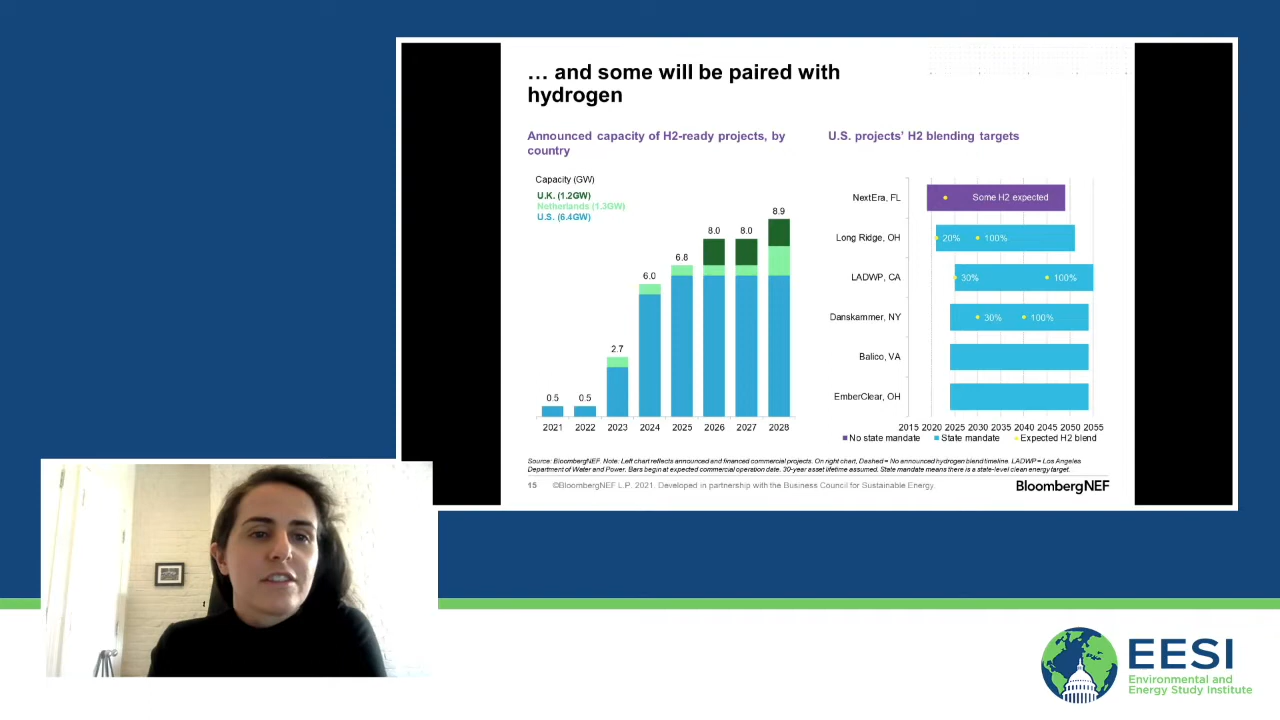 … and some will be paired with
hydrogen
Announced capacity of H2-ready projects, by
country
Capacity (GW)
U.K. (1.2GW)
Netherlands (1.3GW)
U.S. (6.4GW)
0.5
0.5
2.7
6.0
6.8
8.0
8.0
8.9
2021 2022 2023 2024 2025 2026 2027 2028
U.S. projects' H2 blending targets
NextEra, FL Some H2 expected
Long Ridge, OH 20% 100%
LADWP, CA 30% 100%
Danskammer, NY 30% 100%
Balico, VA
EmberClear, OH
2015 2020 2025 2030 2035 2040 2045 2050 2055
No state mandate State mandate Expected H2 blend
Source: BloombergNEF. Note: Left chart reflects announced and financed commercial projects. On right chart, Dashed = No announced hydrogen blend timeline. LADWP = Los Angeles
Department of Water and Power. Bars begin at expected commercial operation date. 30-year asset lifetime assumed. State mandate means there is a state-level clean energy target.
15 ©BloombergNEF L.P. 2021. Developed in partnership with the Business Council for Sustainable Energy.
BloombergNEF
EESI
Environmental and
Energy Study Institute